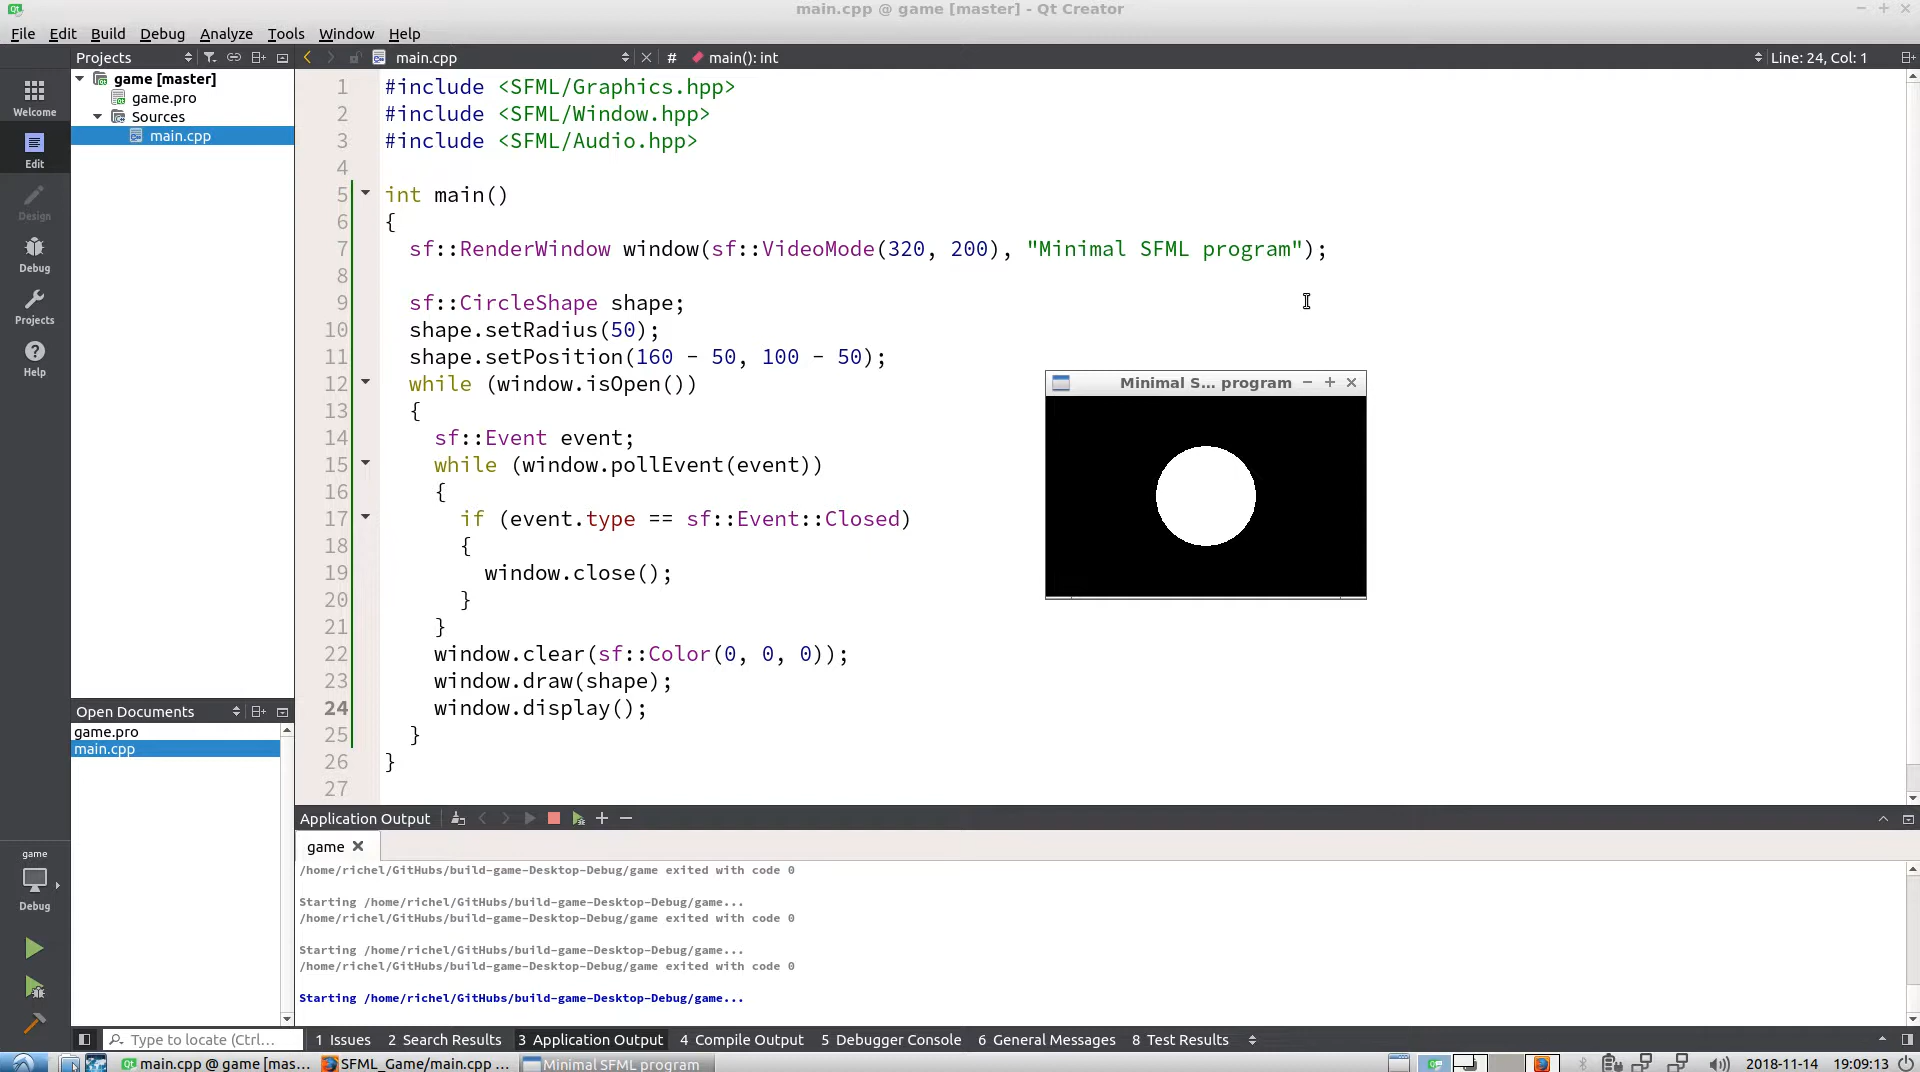 main.cpp @ game [master] - Qt Creator
File Edit Build Debug Analyze Tools Window Help
Projects
main.cpp
#
main(): int
Line: 24, Col: 1
game [master]
game.pro
Sources
main.cpp
Welcome
Edit
Design
Debug
Projects
Help
1 #include <SFML/Graphics.hpp>
2 #include <SFML/Window.hpp>
3 #include <SFML/Audio.hpp>
4
5 int main()
6 {
7 sf::RenderWindow window(sf::VideoMode(320, 200), "Minimal SFML program");
8
9 sf::CircleShape shape;
10 shape.setRadius(50);
11 shape.setPosition(160 - 50, 100 - 50);
12 while (window.isOpen())
13 {
14 sf::Event event;
15 while (window.pollEvent(event))
16 {
17 if (event.type == sf::Event::Closed)
18 {
19 window.close();
20 }
21 }
22 window.clear(sf::Color(0, 0, 0));
23 window.draw(shape);
24 window.display();
25 }
26 }
27
Minimal S... program
Open Documents
game.pro
main.cpp
game
Debug
Application Output
game
/home/richel/GitHubs/build-game-Desktop-Debug/game exited with code 0
Starting /home/richel/GitHubs/build-game-Desktop-Debug/game...
/home/richel/GitHubs/build-game-Desktop-Debug/game exited with code 0
Starting /home/richel/GitHubs/build-game-Desktop-Debug/game...
/home/richel/GitHubs/build-game-Desktop-Debug/game exited with code 0
Starting /home/richel/GitHubs/build-game-Desktop-Debug/game...
Type to locate (Ctrl... 1 Issues 2 Search Results 3 Application Output 4 Compile Output 5 Debugger Console 6 General Messages 8 Test Results
main.cpp @ game [mas... SFML_Game/main.cpp ... Minimal SFML program 2018-11-14 19:09:13